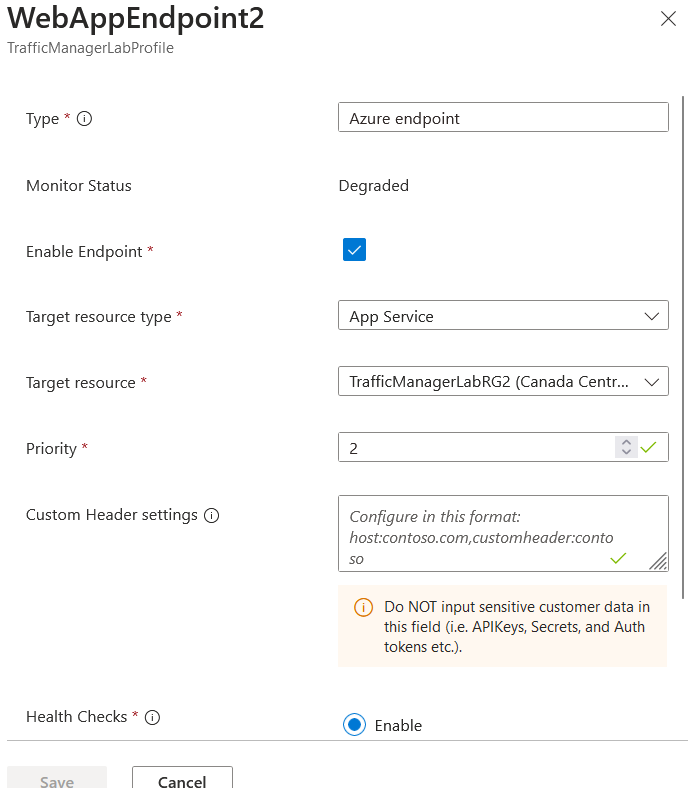 WebAppEndpoint2
TrafficManagerLabProfile
Type *
Azure endpoint
Monitor Status
Degraded
Enable Endpoint *
Target resource type *
App Service
Target resource *
TrafficManagerLabRG2 (Canada Centr...
Priority *
2
Custom Header settings
Configure in this format:
host:contoso.com,customheader:conto
so
Do NOT input sensitive customer data in
this field (i.e. APIKeys, Secrets, and Auth
tokens etc.).
Health Checks *
Enable
Save
Cancel